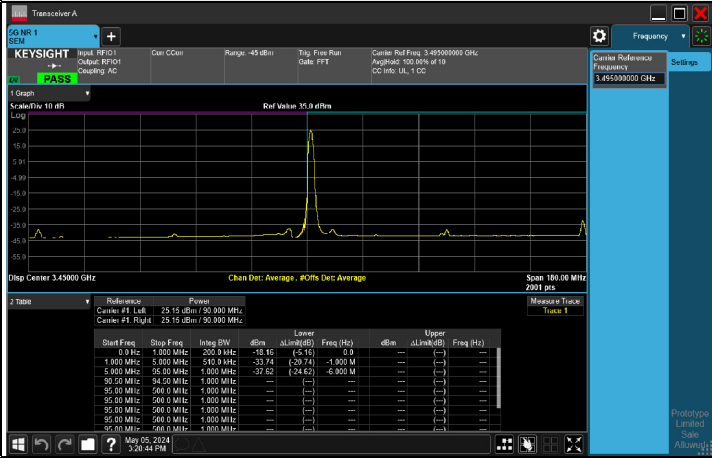 Transceiver A
5G NR 1
SEM
Frequency
KEYSIGHT
Input: RFIO1
Output: RFIO1
Coupling: AC
Corr CCorr
Range: -45 dBm
Trig: Free Run
Gate: FFT
Carrier Ref Freq: 3.495000000 GHz
Avg|Hold: 100.00% of 10
CC Info: UL, 1 CC
PASS
Carrier Reference
Frequency
3.495000000 GHz
Settings
1 Graph
Scale/Div 10 dB
Ref Value 35.0 dBm
Log
25.0
15.0
5.01
-4.99
-15.0
-25.0
-35.0
-45.0
-55.0
Disp Center 3.45000 GHz
Chan Det: Average , #Offs Det: Average
Span 180.00 MHz
2001 pts
2 Table
Reference Power
Carrier #1. Left 25.15 dBm / 90.000 MHz
Carrier #1. Right 25.15 dBm / 90.000 MHz
Measure Trace
Trace 1
Lower Upper
Start Freq Stop Freq Integ BW dBm ΔLimit(dB) Freq (Hz) dBm ΔLimit(dB) Freq (Hz)
0.0 Hz 1.000 MHz 200.0 kHz -18.16 (-5.16) 0.0 --- (---) ---
1.000 MHz 5.000 MHz 510.0 kHz -33.74 (-20.74) -1.000 M --- (---) ---
5.000 MHz 95.00 MHz 1.000 MHz -37.62 (-24.62) -6.000 M --- (---) ---
90.50 MHz 94.50 MHz 1.000 MHz --- (---) --- --- (---) ---
95.00 MHz 500.0 MHz 1.000 MHz --- (---) --- --- (---) ---
95.00 MHz 500.0 MHz 1.000 MHz --- (---) --- --- (---) ---
95.00 MHz 500.0 MHz 1.000 MHz --- (---) --- --- (---) ---
95.00 MHz 500.0 MHz 1.000 MHz --- (---) --- --- (---) ---
95.00 MHz 500.0 MHz 1.000 MHz --- (---) --- --- (---) ---
May 05, 2024
3:20:44 PM
Prototype
Limited
Sale
Allowed